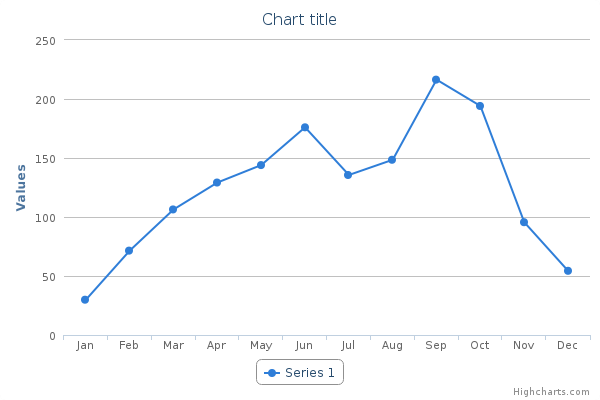 Chart title
Values
250
200
150
100
50
0
Jan Feb Mar Apr May Jun Jul Aug Sep Oct Nov Dec
Series 1
Highcharts.com